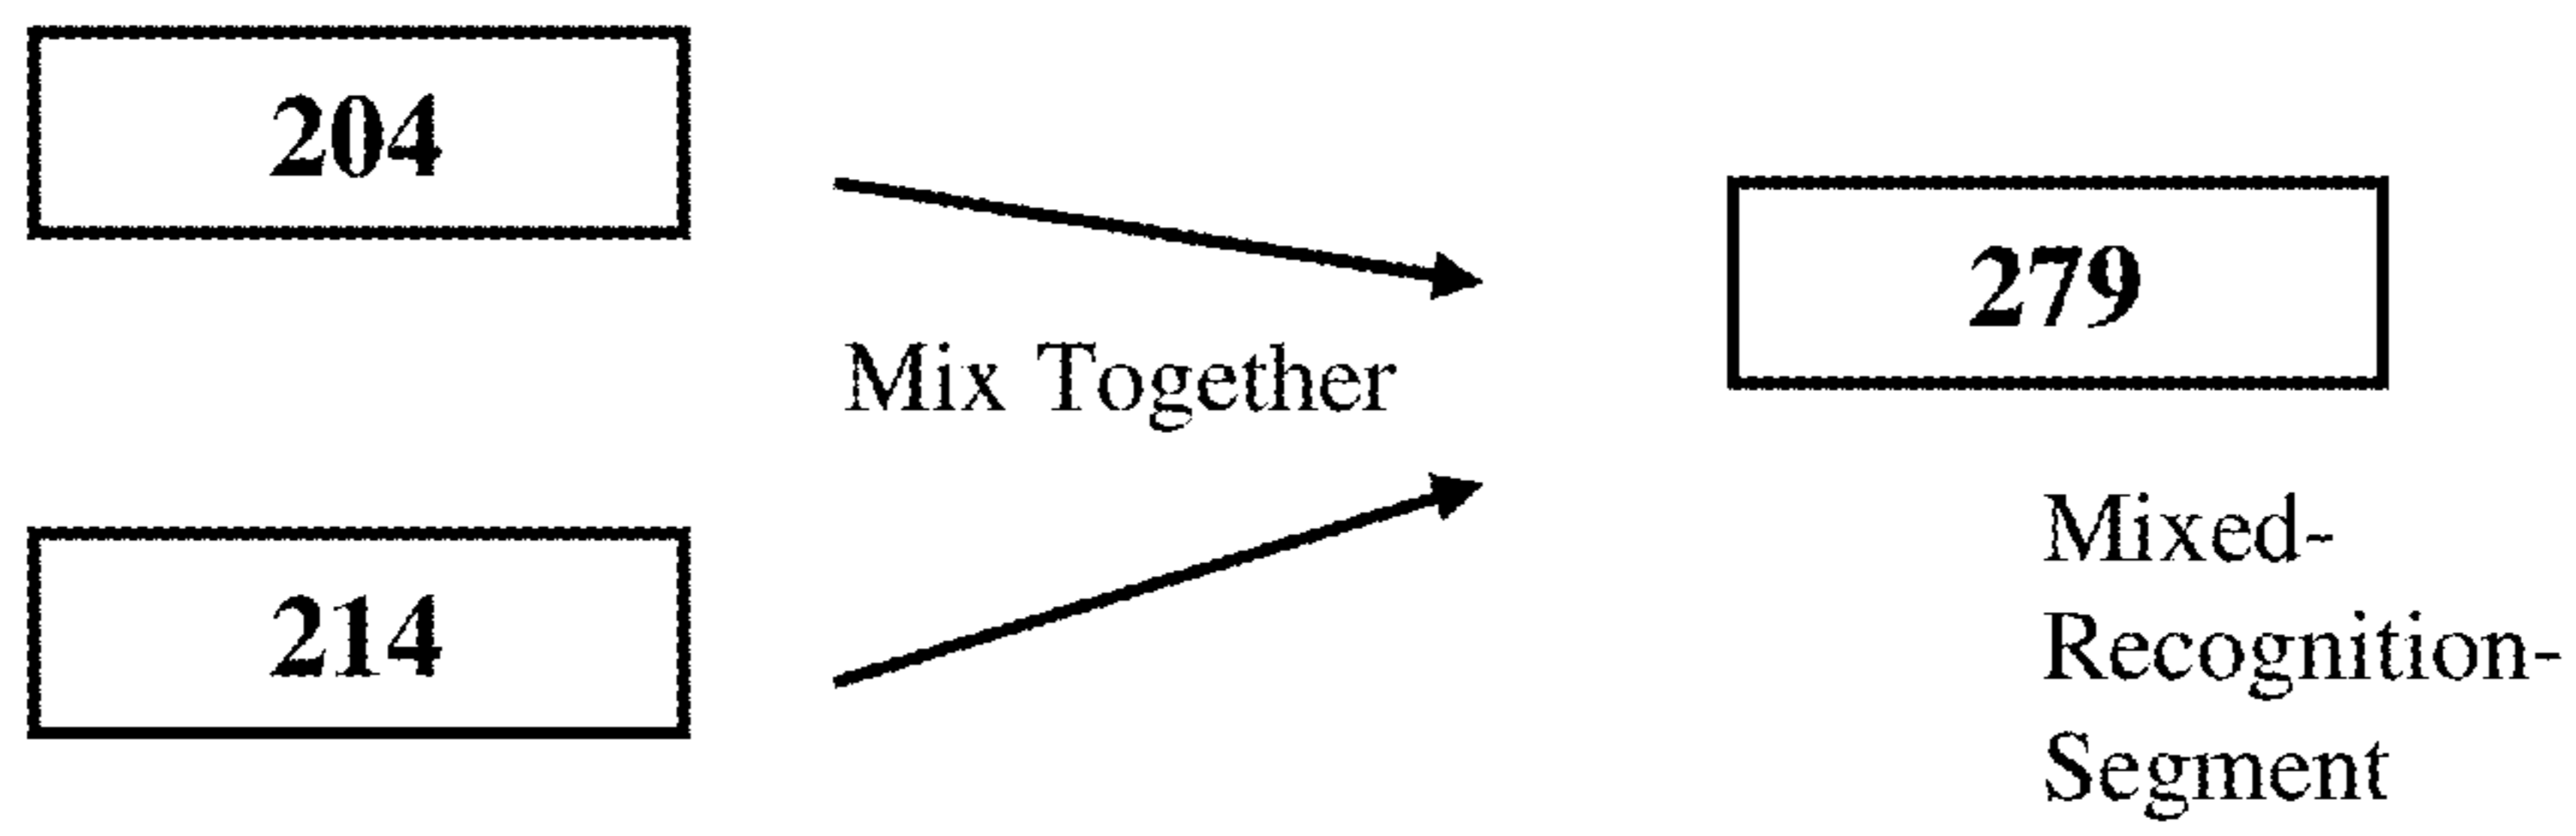 204
279
Mix Together
214
Mixed-
Recognition-
Segment